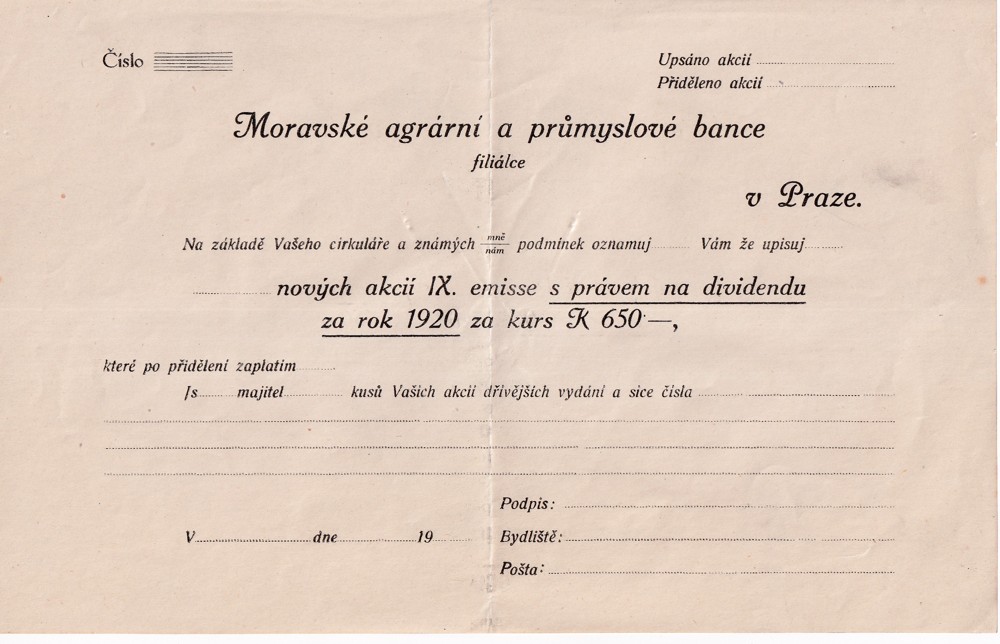 Číslo
Upsáno akcií
Přiděleno akcií
Moravské agrární a průmyslové bance
filiálce
v Praze.
Na základě Vašeho cirkuláře a známých mně nám podmínek oznamuj Vám že upisuj
nových akcií IX. emisse s právem na dividendu
za rok 1920 za kurs K 650·—,
které po přidělení zaplatim
Js majitel kusů Vašich akcií dřívějších vydání a sice čísla
Podpis:
V dne 19 Bydliště:
Pošta: